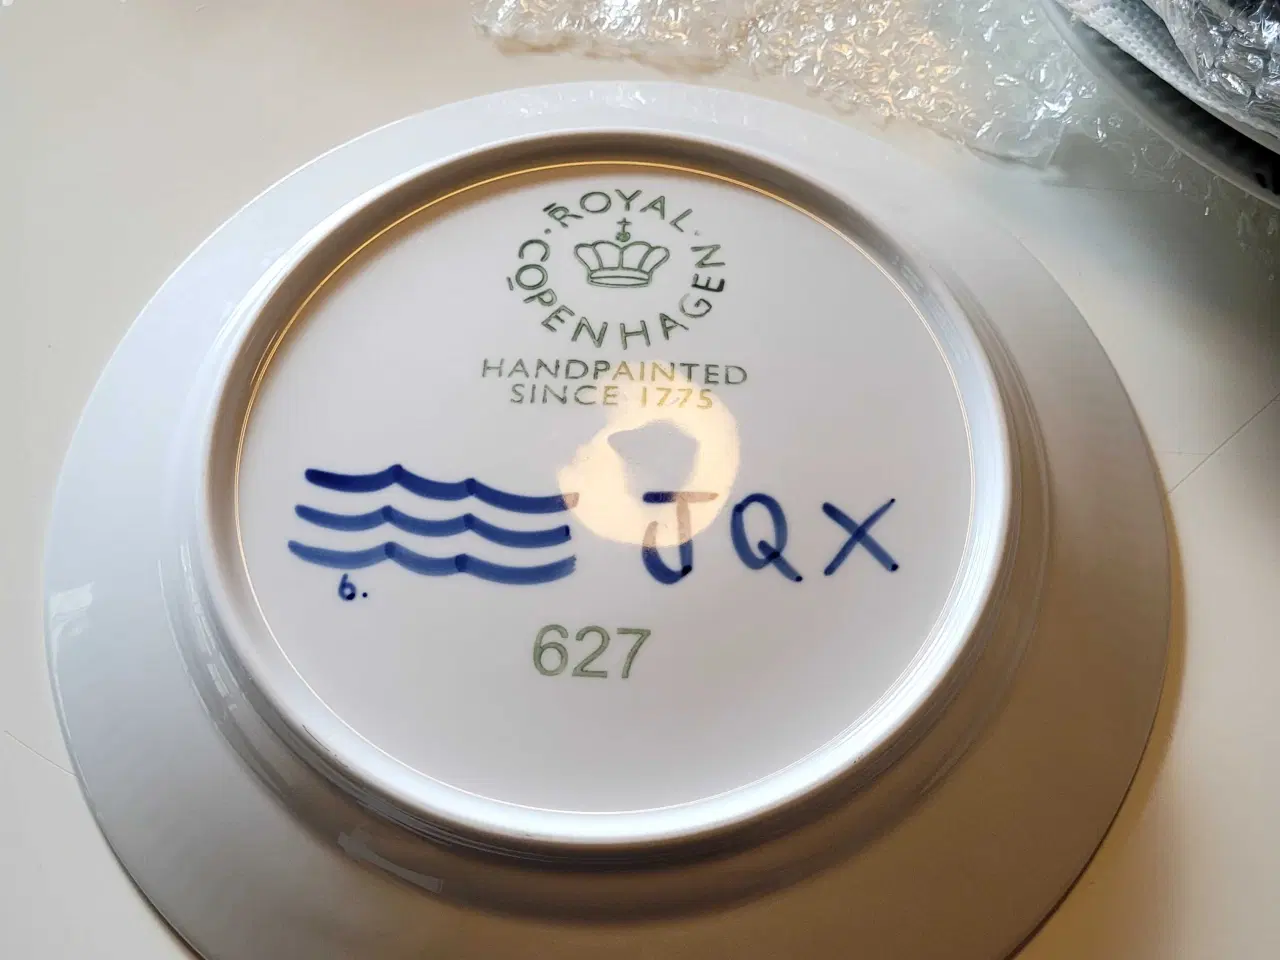 ROYAL COPENHAGEN
HANDPAINTED
SINCE 1775
JQX
6.
627